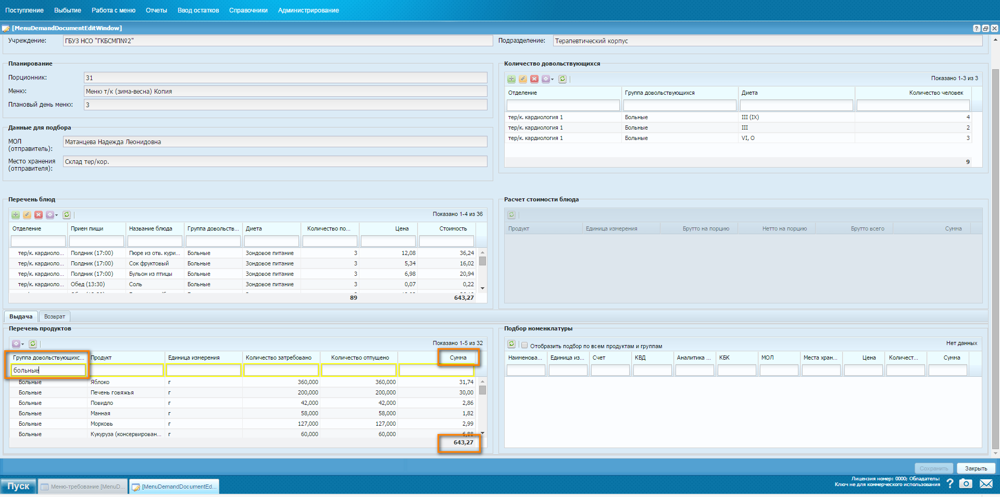 Поступление Выбытие Работа с меню Отчеты Ввод остатков Справочники Администрирование
[MenuDemandDocumentEditWindow]
Учреждение: ГБУЗ НСО "ГКБСМП№2" Подразделение: Терапевтический корпус
Планирование
Порционник: 31
Меню: Меню т/к (зима-весна) Копия
Плановый день меню: 3
Данные для подбора
МОЛ (отправитель): Матанцева Надежда Леонидовна
Место хранения (отправителя): Склад тер/кор.
Количество довольствующихся
Показано 1-3 из 3
Отделение Группа довольствующихся Диета Количество человек
тер/к. кардиология 1 Больные III (IX) 4
тер/к. кардиология 1 Больные III 2
тер/к. кардиология 1 Больные VI, О 3
9
Перечень блюд
Показано 1-4 из 36
Отделение Прием пищи Название блюда Группа довольств... Диета Количество по... Цена Стоимость
тер/к. кардиоло... Полдник (17:00) Пюре из отв. кури... Больные Зондовое питание 3 12,08 36,24
тер/к. кардиоло... Полдник (17:00) Сок фруктовый Больные Зондовое питание 3 5,34 16,02
тер/к. кардиоло... Полдник (17:00) Бульон из птицы Больные Зондовое питание 3 6,98 20,94
тер/к. кардиоло... Обед (13:30) Соль Больные Зондовое питание 3 0,07 0,22
89 643,27
Расчет стоимости блюда
Продукт Единица измерения Брутто на порцию Нетто на порцию Брутто всего Сумма
Выдача Возврат
Перечень продуктов
Показано 1-5 из 32
Группа довольствующихс... Продукт Единица измерения Количество затребовано Количество отпущено Сумма
больные
Больные Яблоко г 360,000 360,000 31,74
Больные Печень говяжья г 200,000 200,000 30,00
Больные Повидло г 42,000 42,000 2,86
Больные Манная г 58,000 58,000 1,82
Больные Морковь г 127,000 127,000 2,99
Больные Кукуруза (консервирован... г 60,000 60,000 6,88
643,27
Подбор номенклатуры
Отобразить подбор по всем продуктам и группам Нет данных
Наименова... Единица из... Счет КВД Аналитика ... КБК МОЛ Места хран... Цена Количест... Сумма
Сохранить Закрыть
Пуск Меню-требование [MenuD... [MenuDemandDocumentEd...
Лицензия номер: 0000; Обладатель:
Ключ не для коммерческого использования